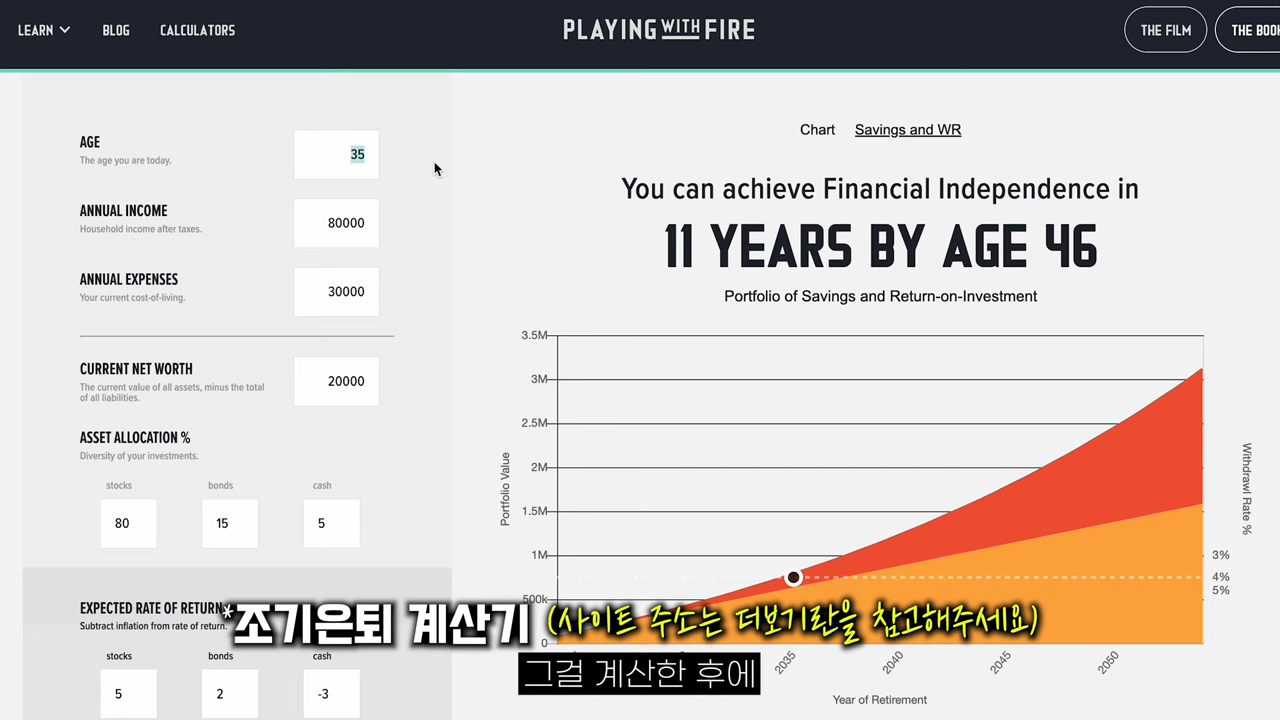 LEARN BLOG CALCULATORS PLAYING WITH FIRE THE FILM THE BOO
AGE
The age you are today.
35
ANNUAL INCOME
Household income after taxes.
80000
ANNUAL EXPENSES
Your current cost-of-living.
30000
CURRENT NET WORTH
The current value of all assets, minus the total
of all liabilities.
20000
ASSET ALLOCATION %
Diversity of your investments.
stocks bonds cash
80 15 5
EXPECTED RATE OF RETURN
Subtract inflation from rate of return.
stocks bonds cash
5 2 -3
Chart Savings and WR
You can achieve Financial Independence in
11 YEARS BY AGE 46
Portfolio of Savings and Return-on-Investment
Portfolio Value
3.5M
3M
2.5M
2M
1.5M
1M
500k
0
Withdrawl Rate %
3%
4%
5%
2035 2040 2045 2050
Year of Retirement
*조기은퇴 계산기 (사이트 주소는 더보기란을 참고해주세요)
그걸 계산한 후에